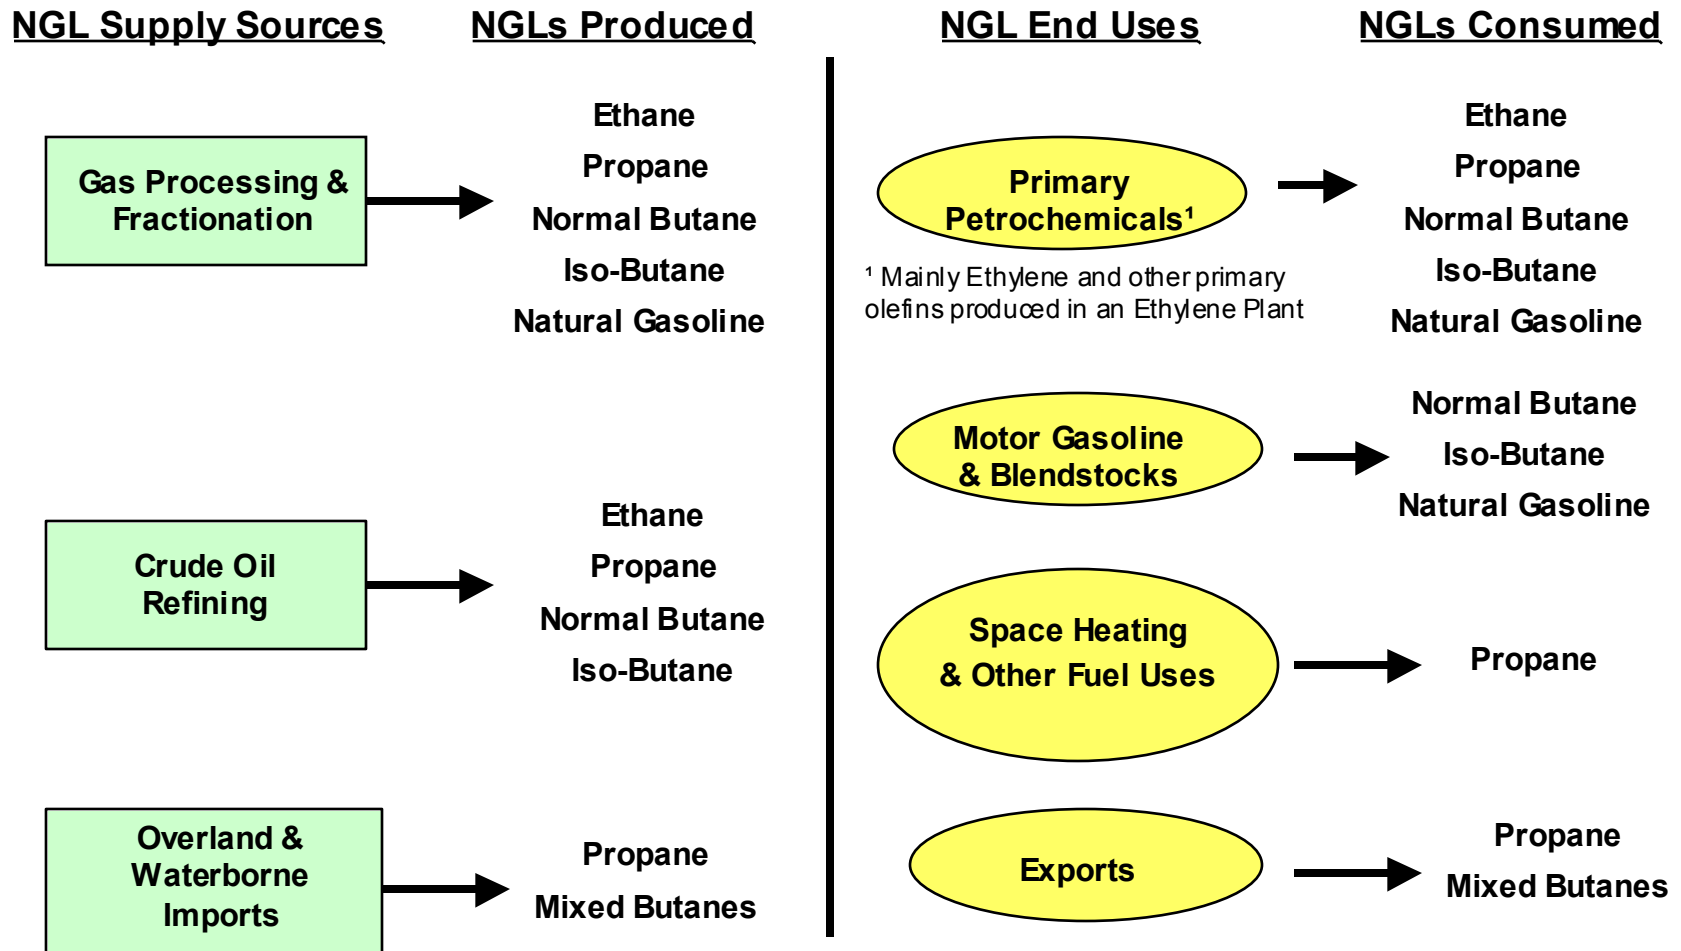 NGL Supply Sources
NGLs Produced
NGL End Uses
NGLs Consumed
Gas Processing &
Fractionation
Ethane
Propane
Normal Butane
Iso-Butane
Natural Gasoline
Crude Oil
Refining
Ethane
Propane
Normal Butane
Iso-Butane
Overland &
Waterborne
Imports
Propane
Mixed Butanes
Primary
Petrochemicals¹
¹ Mainly Ethylene and other primary
olefins produced in an Ethylene Plant
Ethane
Propane
Normal Butane
Iso-Butane
Natural Gasoline
Motor Gasoline
& Blendstocks
Normal Butane
Iso-Butane
Natural Gasoline
Space Heating
& Other Fuel Uses
Propane
Exports
Propane
Mixed Butanes